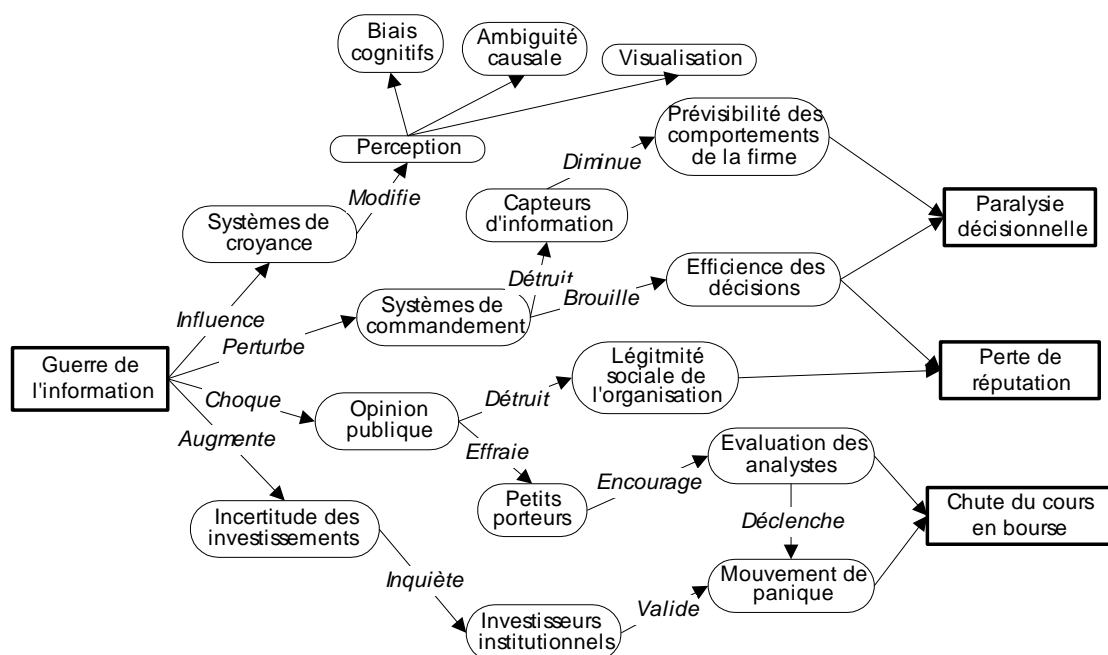 Biais
cognitifs
Ambiguité
causale
Visualisation
Perception
Prévisibilité des
comportements
de la firme
Diminue
Modifie
Capteurs
d'information
Systèmes de
croyance
Paralysie
décisionnelle
Détruit
Efficience des
décisions
Brouille
Systèmes de
commandement
Influence
Perturbe
Guerre de
l'information
Légitmité
sociale de
l'organisation
Perte de
réputation
Choque
Détruit
Opinion
publique
Augmente
Effraie
Evaluation des
analystes
Encourage
Petits
porteurs
Chute du cours
en bourse
Déclenche
Incertitude des
investissements
Inquiète
Mouvement de
panique
Valide
Investisseurs
institutionnels